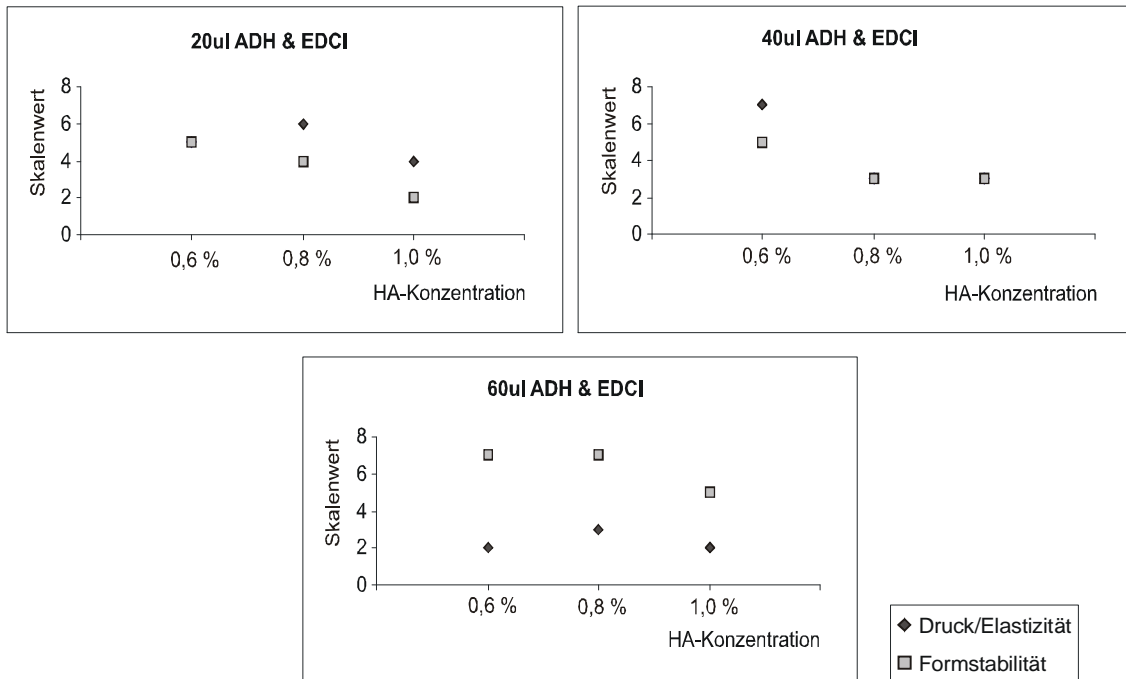 20ul ADH & EDCI
Skalenwert
8
6
4
2
0
0,6 %
0,8 %
1,0 %
HA-Konzentration
40ul ADH & EDCI
Skalenwert
8
6
4
2
0
0,6 %
0,8 %
1,0 %
HA-Konzentration
60ul ADH & EDCI
Skalenwert
8
6
4
2
0
0,6 %
0,8 %
1,0 %
HA-Konzentration
Druck/Elastizität
Formstabilität